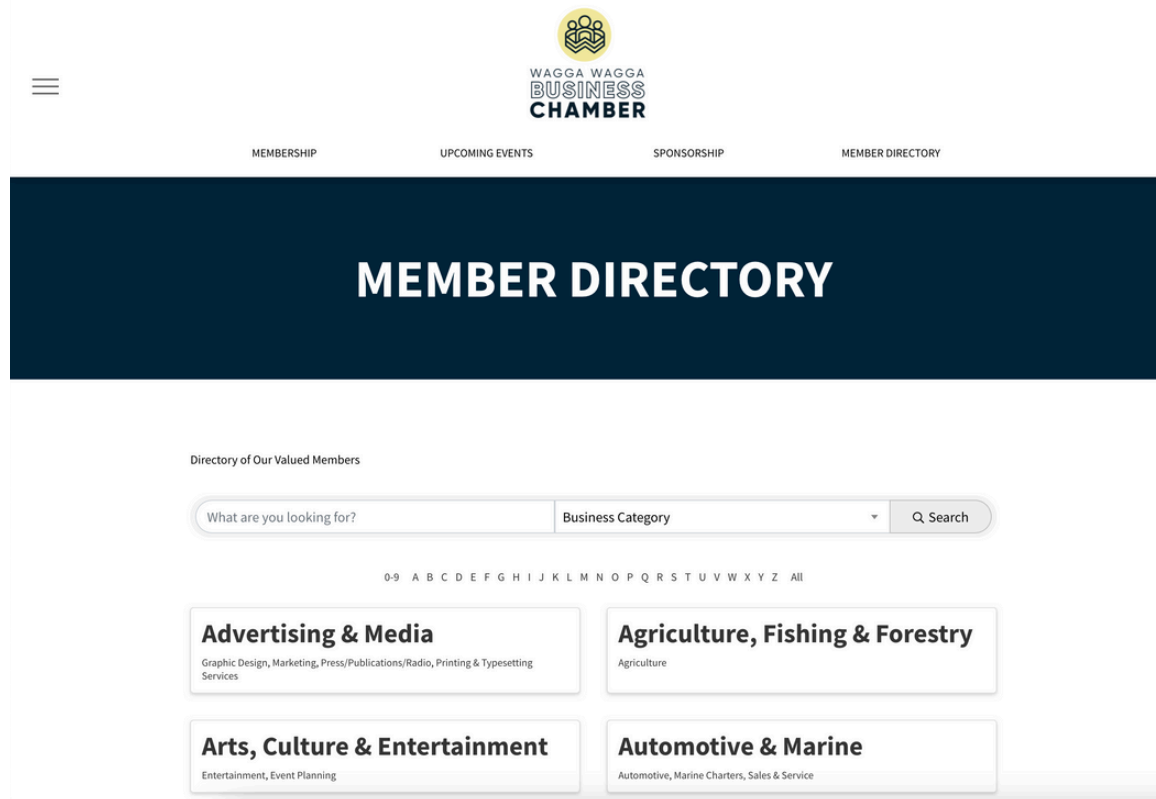 WAGGA WAGGA
BUSINESS
CHAMBER
MEMBERSHIP
UPCOMING EVENTS
SPONSORSHIP
MEMBER DIRECTORY
MEMBER DIRECTORY
Directory of Our Valued Members
What are you looking for?
Business Category
Search
0-9 A B C D E F G H I J K L M N O P Q R S T U V W X Y Z All
Advertising & Media
Graphic Design, Marketing, Press/Publications/Radio, Printing & Typesetting
Services
Agriculture, Fishing & Forestry
Agriculture
Arts, Culture & Entertainment
Entertainment, Event Planning
Automotive & Marine
Automotive, Marine Charters, Sales & Service